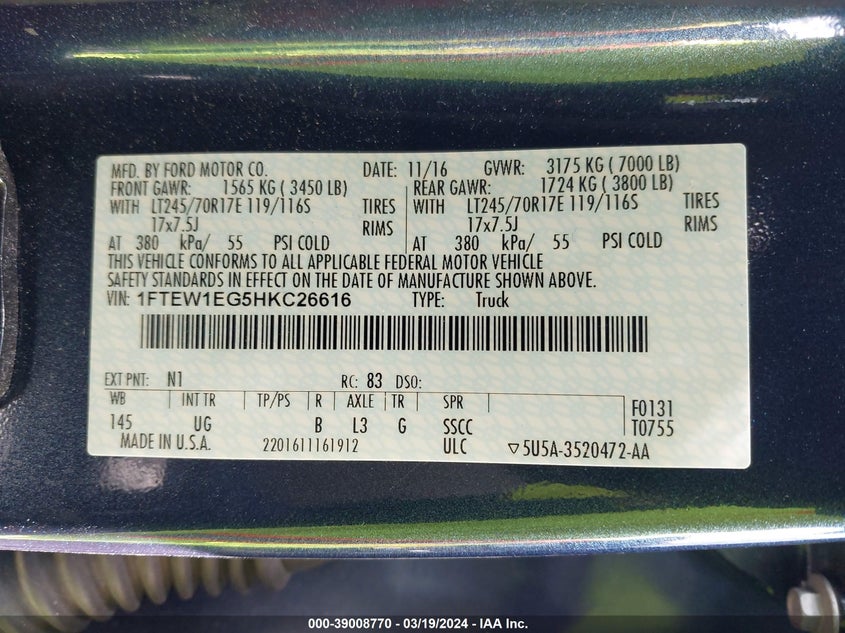 MFD. BY FORD MOTOR CO. DATE: 11/16 GVWR: 3175 KG ( 7000 LB)
FRONT GAWR: 1565 KG ( 3450 LB) REAR GAWR: 1724 KG ( 3800 LB)
WITH LT245/70R17E 119/116S TIRES WITH LT245/70R17E 119/116S TIRES
17x7.5J RIMS 17x7.5J RIMS
AT 380 kPa/ 55 PSI COLD AT 380 kPa/ 55 PSI COLD
THIS VEHICLE CONFORMS TO ALL APPLICABLE FEDERAL MOTOR VEHICLE
SAFETY STANDARDS IN EFFECT ON THE DATE OF MANUFACTURE SHOWN ABOVE.
VIN: 1FTEW1EG5HKC26616 TYPE: Truck
EXT PNT: N1 RC: 83 DSO:
WB INT TR TP/PS R AXLE TR SPR F0131
145 UG B L3 G SSCC T0755
MADE IN U.S.A. 2201611161912 ULC ▽5U5A-3520472-AA
000-39008770 - 03/19/2024 - IAA Inc.